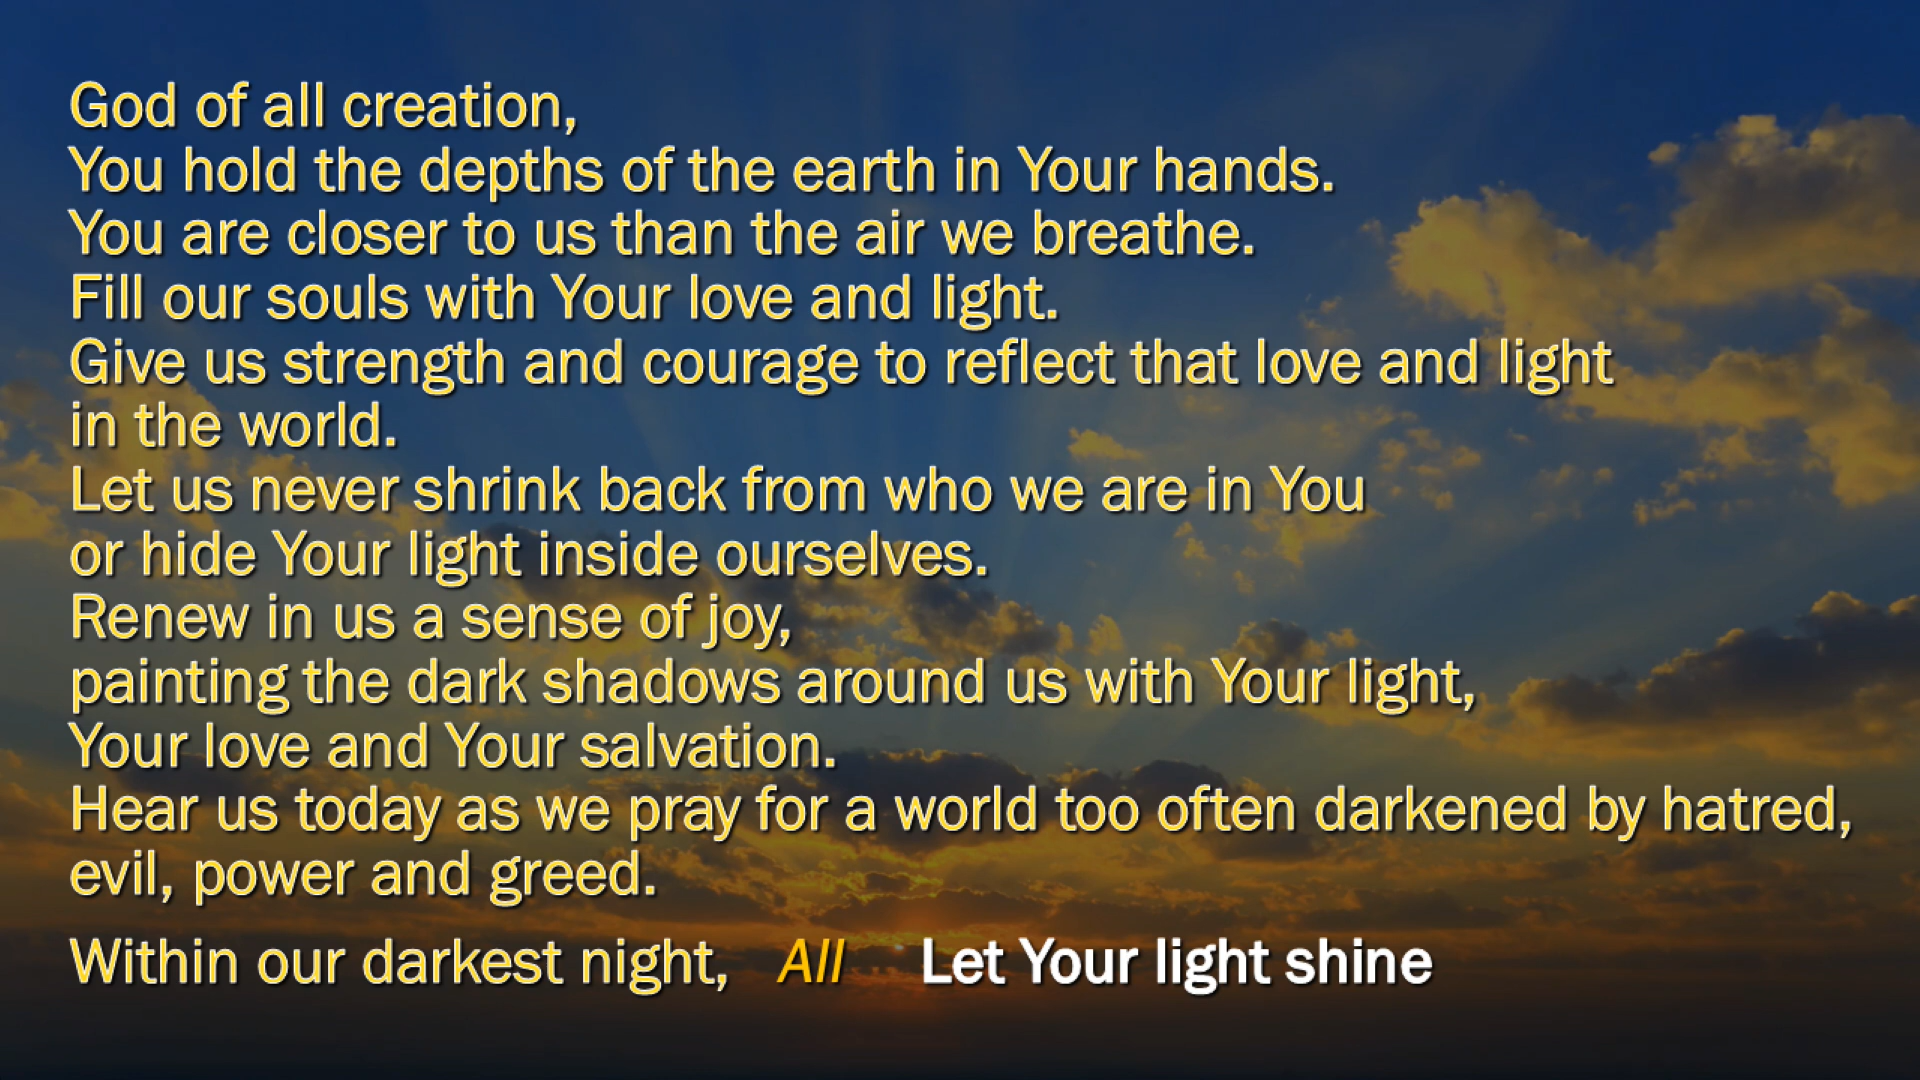 God of all creation,
You hold the depths of the earth in Your hands.
You are closer to us than the air we breathe.
Fill our souls with Your love and light.
Give us strength and courage to reflect that love and light
in the world.
Let us never shrink back from who we are in You
or hide Your light inside ourselves.
Renew in us a sense of joy,
painting the dark shadows around us with Your light,
Your love and Your salvation.
Hear us today as we pray for a world too often darkened by hatred,
evil, power and greed.
Within our darkest night, All Let Your light shine